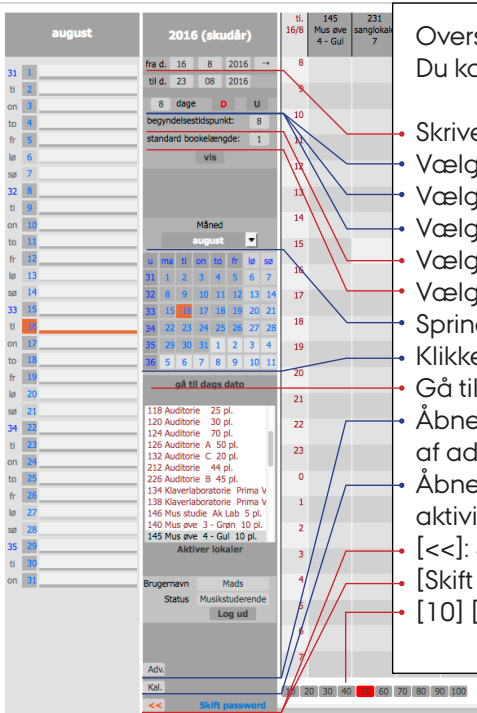 august
31 1
ti 2
on 3
to 4
fr 5
lø 6
sø 7
32 8
ti 9
on 10
to 11
fr 12
lø 13
sø 14
33 15
ti 16
on 17
to 18
fr 19
lø 20
sø 21
34 22
ti 23
on 24
to 25
fr 26
lø 27
sø 28
35 29
ti 30
on 31
2016 (skudår)
fra d. 16 8 2016 →
til d. 23 08 2016
8 dage D U
begyndelsestidspunkt: 8
standard bookelængde: 1
vis
Måned
august
u ma ti on to fr lø sø
31 1 2 3 4 5 6 7
32 8 9 10 11 12 13 14
33 15 16 17 18 19 20 21
34 22 23 24 25 26 27 28
35 29 30 31 1 2 3 4
36 5 6 7 8 9 10 11
gå til dags dato
118 Auditorie 25 pl.
120 Auditorie 30 pl.
124 Auditorie 70 pl.
126 Auditorie A 50 pl.
132 Auditorie C 20 pl.
212 Auditorie 44 pl.
226 Auditorie B 45 pl.
134 Klaverlaboratorie Prima V
138 Klaverlaboratorie Prima V
146 Mus studie Ak Lab 5 pl.
140 Mus øve 3 - Grøn 10 pl.
145 Mus øve 4 - Gul 10 pl.
Aktiver lokaler
Brugernavn Mads
Status Musikstuderende
Log ud
Adv.
Kal.
<< Skift password
ti. 145 231
16/8 Mus øve sanglokale
4 - Gul 7
8
9
10
11
12
13
14
15
16
17
18
19
20
21
22
23
0
1
2
3
4
5
6
7
10 20 30 40 50 60 70 80 90 100
Overs
Du ka
Skrive
Vælg
Vælg
Vælg
Vælg
Vælg
Spring
Klikke
Gå til
Åbne
af ad
Åbne
aktivi
[<<]:
[Skift
[10] [